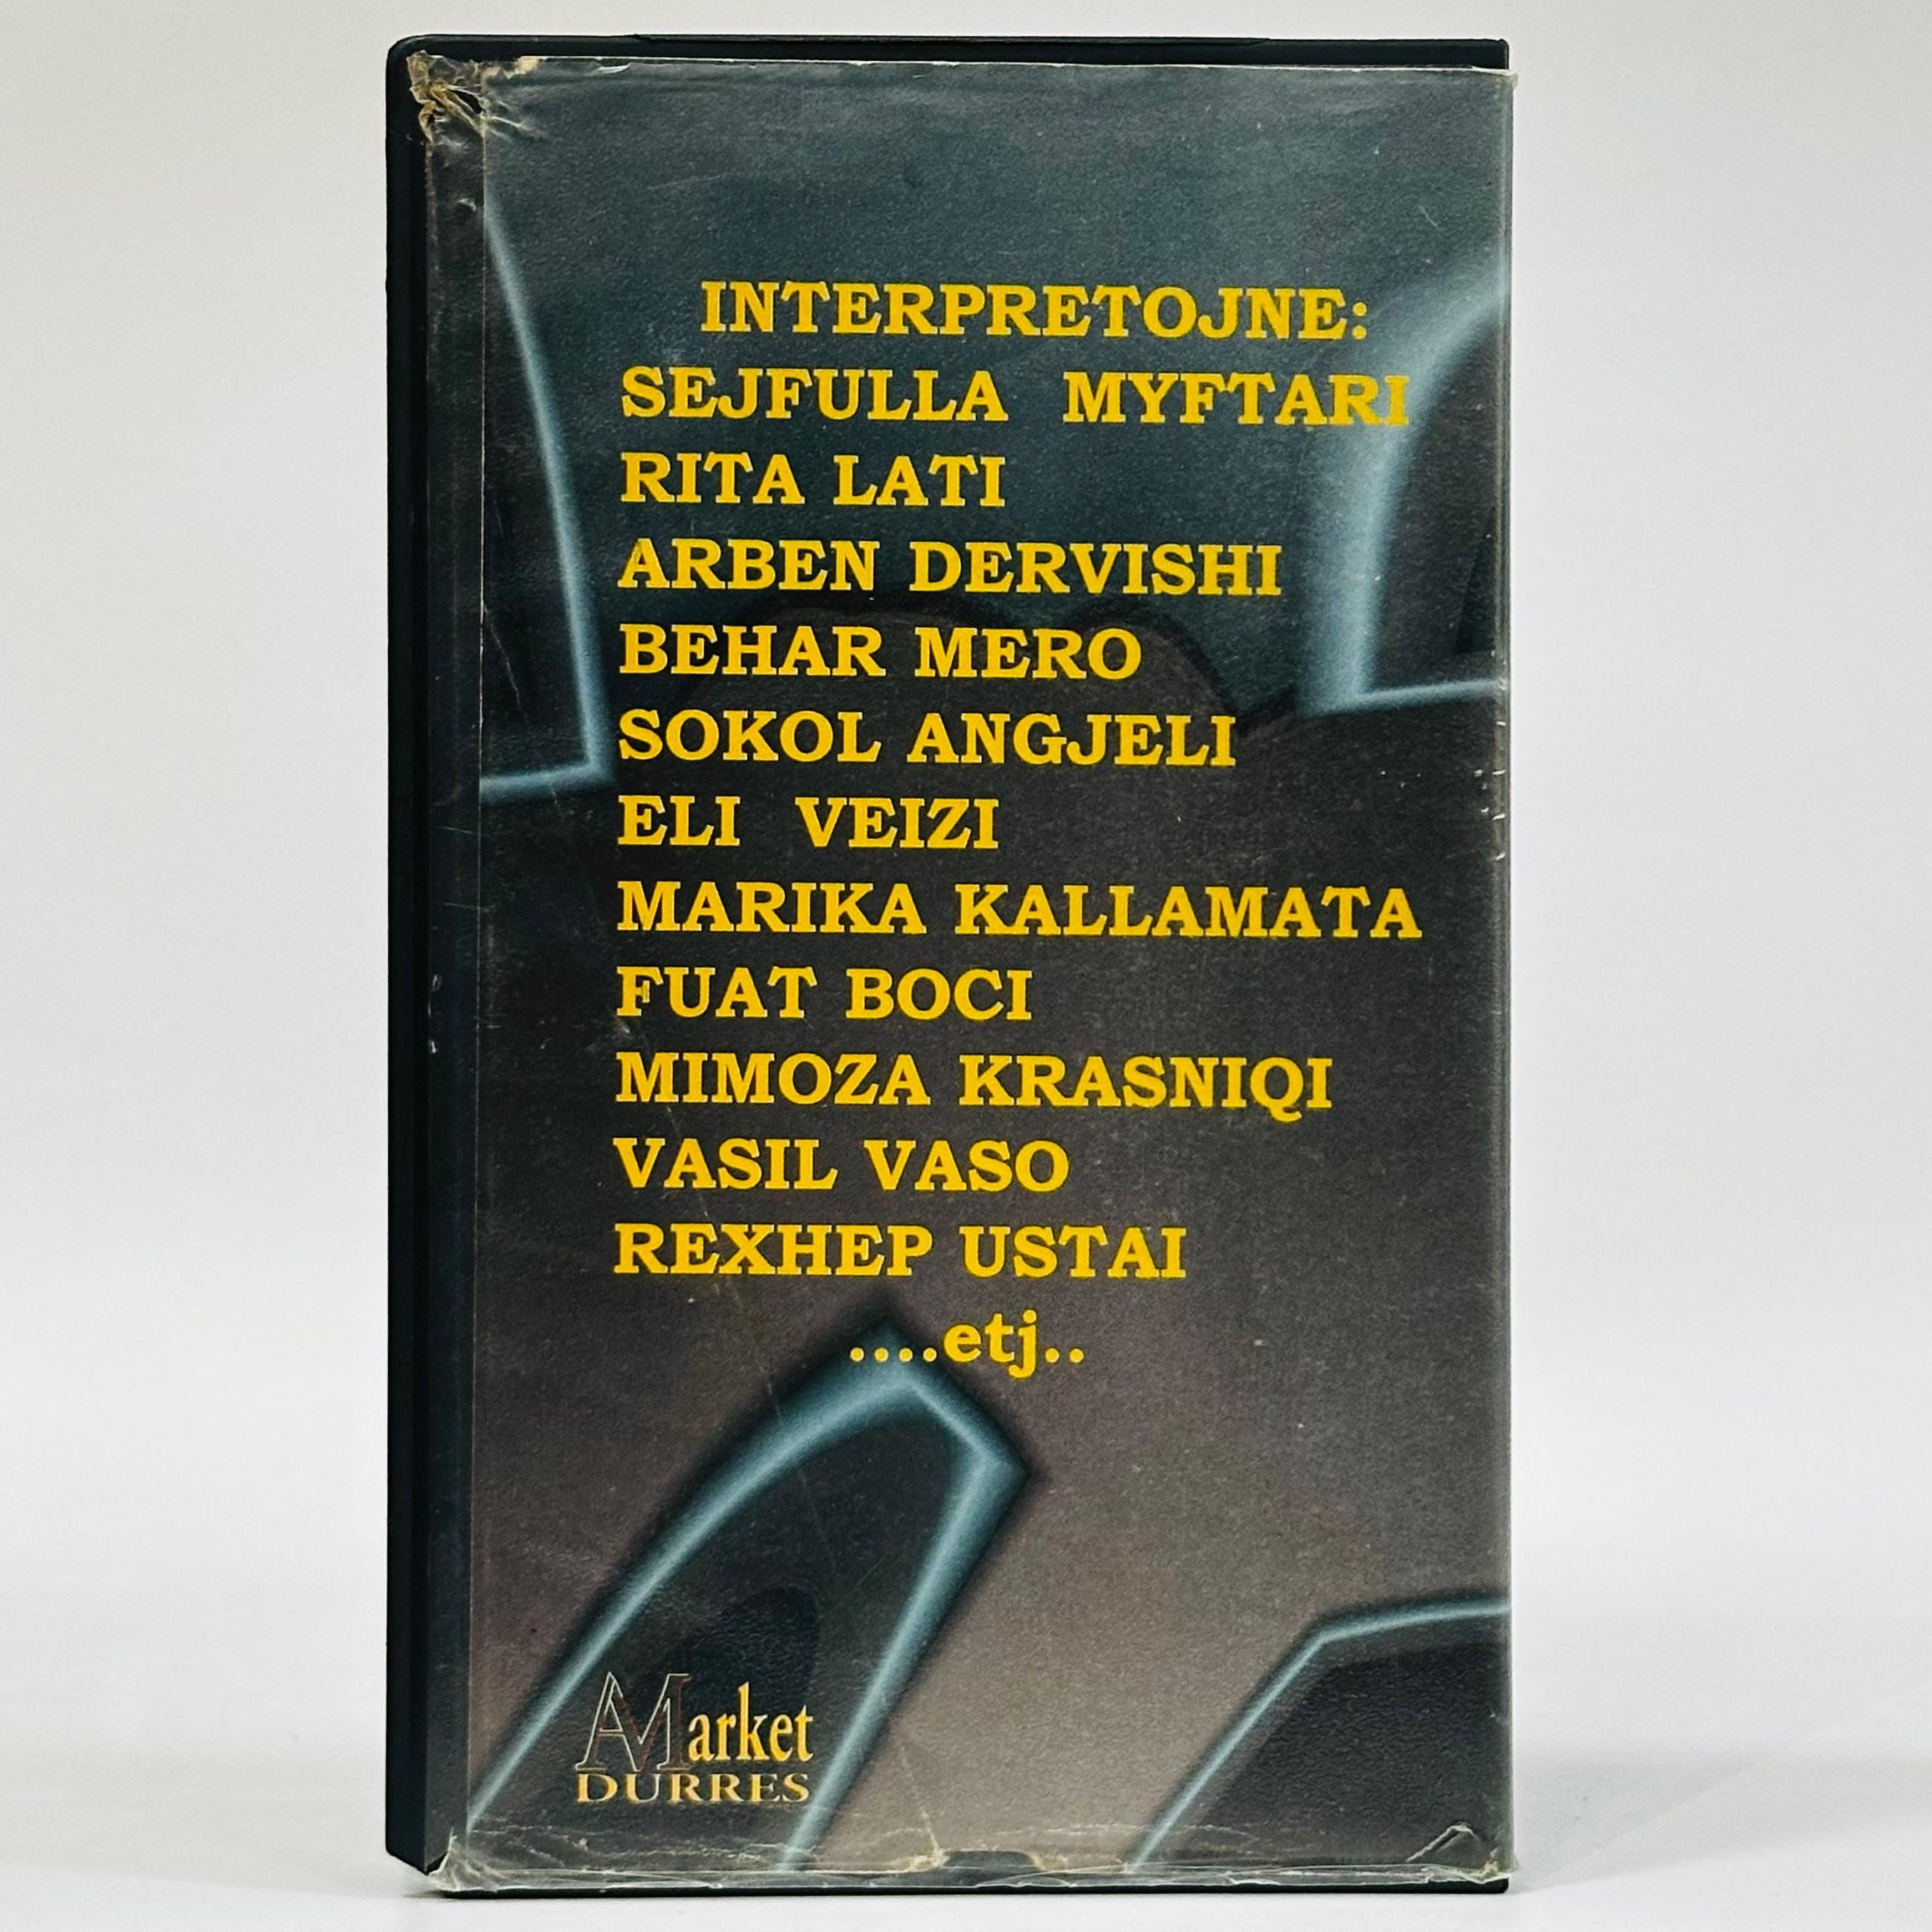 INTERPRETOJNE:
SEJFULLA MYFTARI
RITA LATI
ARBEN DERVISHI
BEHAR MERO
SOKOL ANGJELI
ELI VEIZI
MARIKA KALLAMATA
FUAT BOCI
MIMOZA KRASNIQI
VASIL VASO
REXHEP USTAI
....etj..
AMarket
DURRES